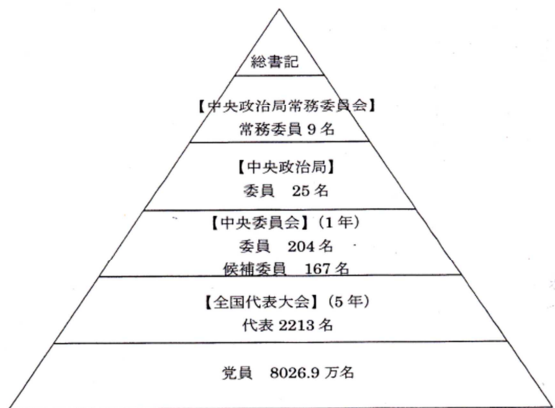 総書記
【中央政治局常務委員会】
常務委員 9 名
【中央政治局】
委員　25 名
【中央委員会】（1 年）
委員　204 名
候補委員　167 名
【全国代表大会】（5 年）
代表 2213 名
党員　8026.9 万名